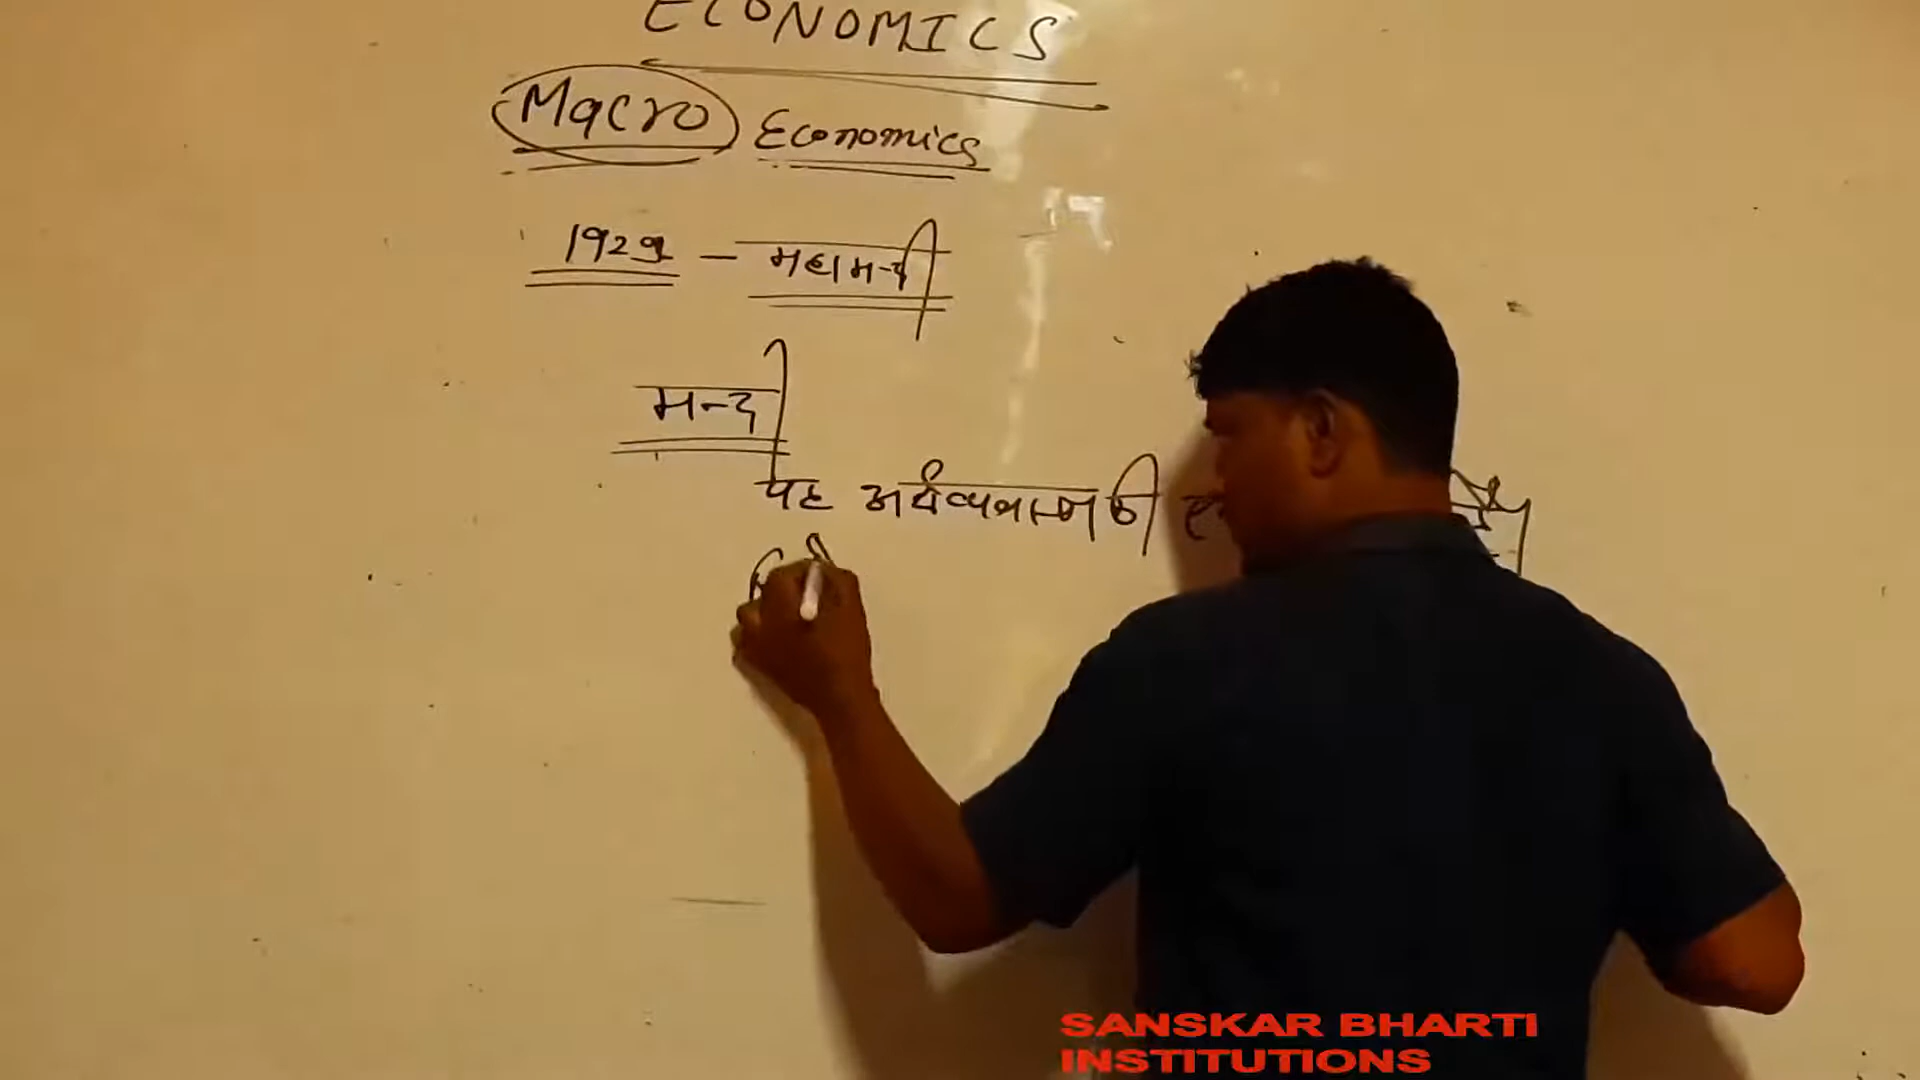 ECONOMICS
Macro Economics
1929 – महामन्दी
मन्दी
यह अर्थव्यवस्था की
SANSKAR BHARTI
INSTITUTIONS